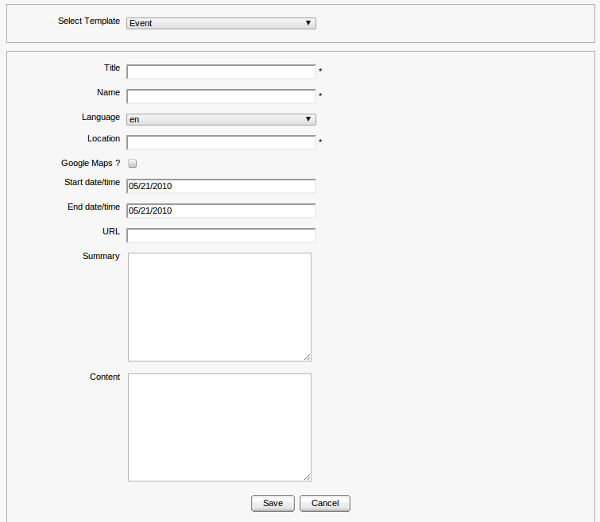 Select Template Event ▼
Title *
Name *
Language en ▼
Location *
Google Maps ?
Start date/time 05/21/2010
End date/time 05/21/2010
URL
Summary
Content
Save Cancel